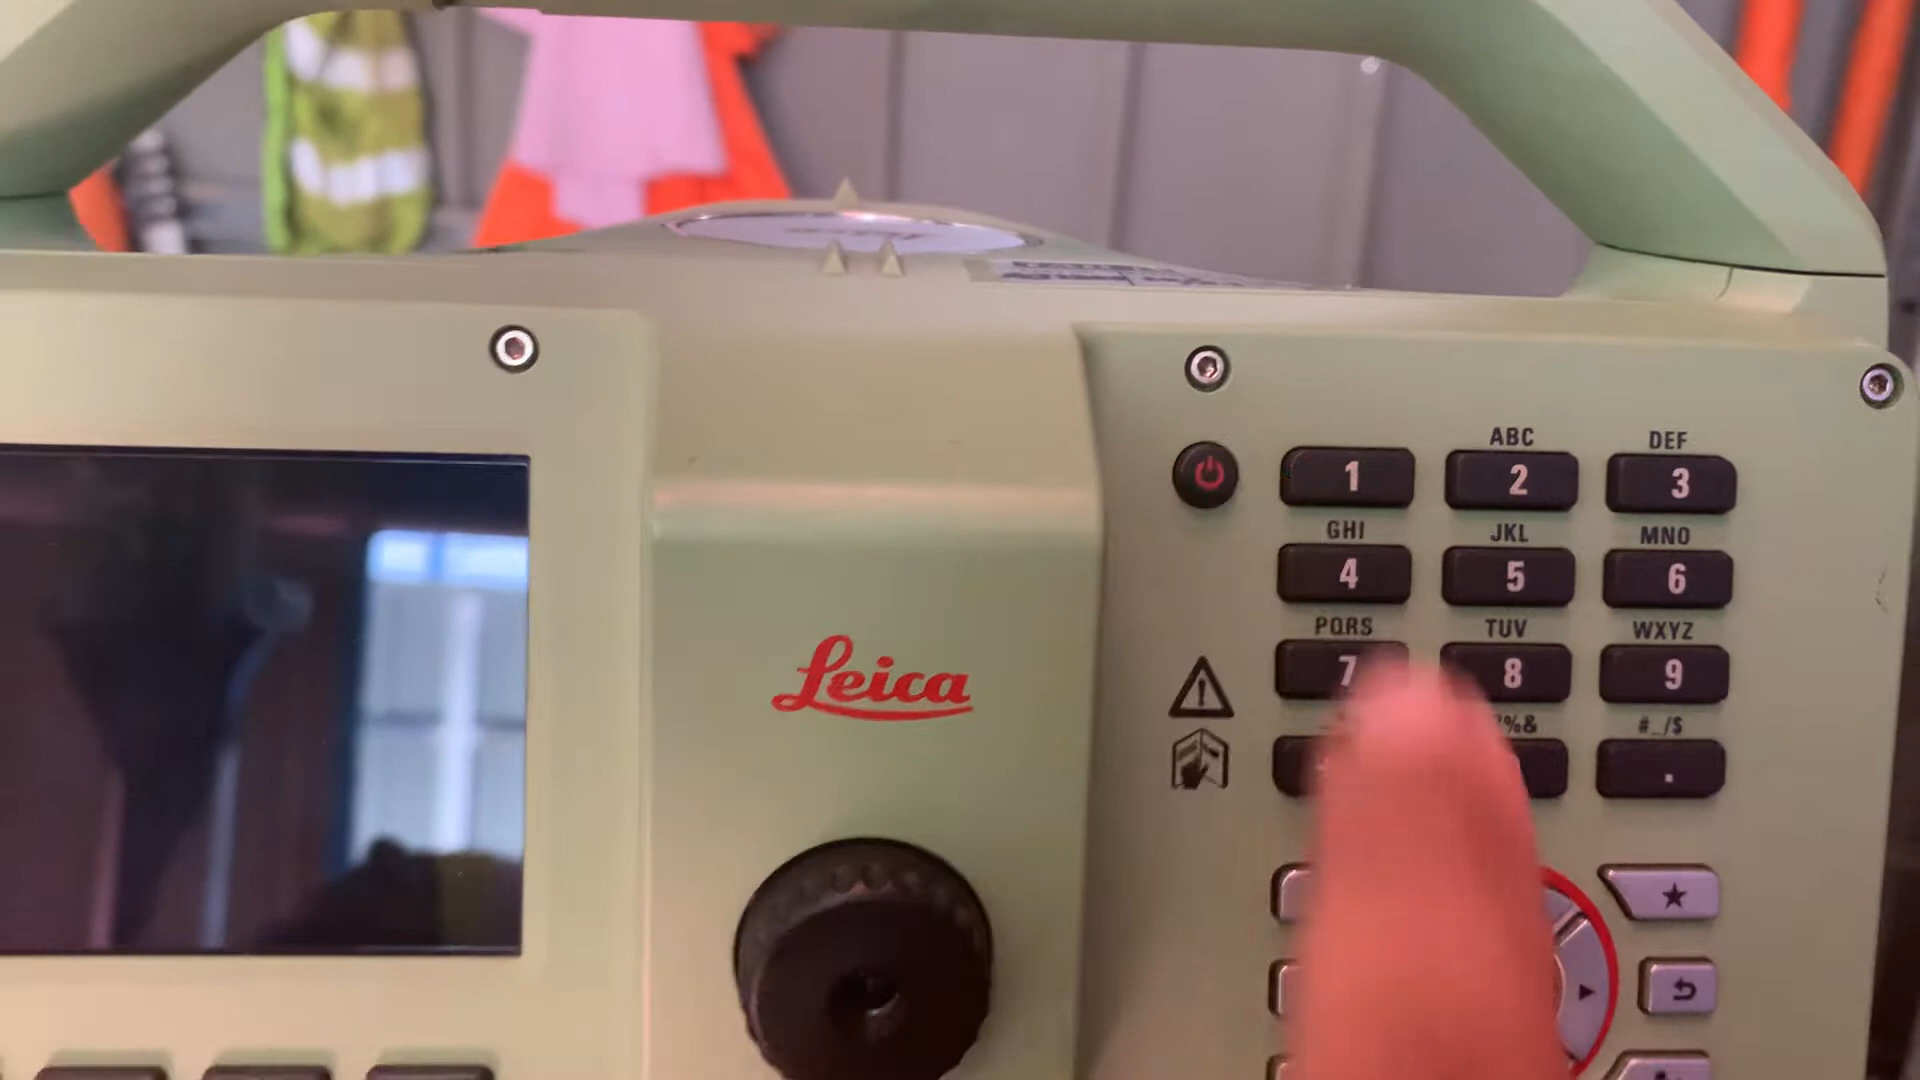 ABC DEF
1 2 3
GHI JKL MNO
4 5 6
PQRS TUV WXYZ
7 8 9
%& #_/$
.
Leica